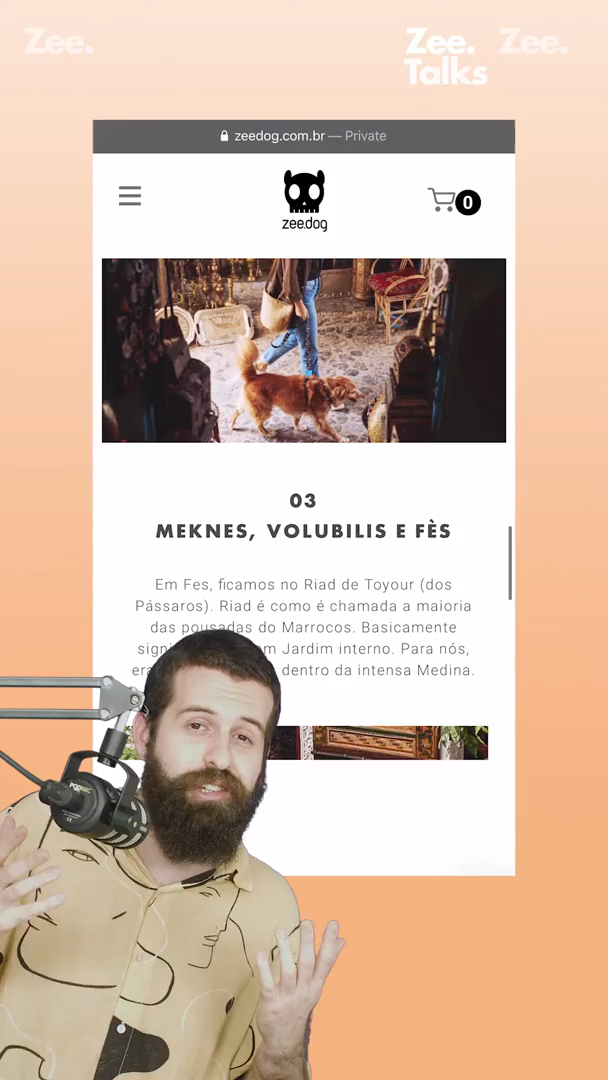 Zee.
Zee.
Talks
Zee.
zeedog.com.br — Private
0
zee.dog
03
MEKNES, VOLUBILIS E FÈS
Em Fes, ficamos no Riad de Toyour (dos
Pássaros). Riad é como é chamada a maioria
das pousadas do Marrocos. Basicamente
Jardim interno. Para nós,
dentro da intensa Medina.